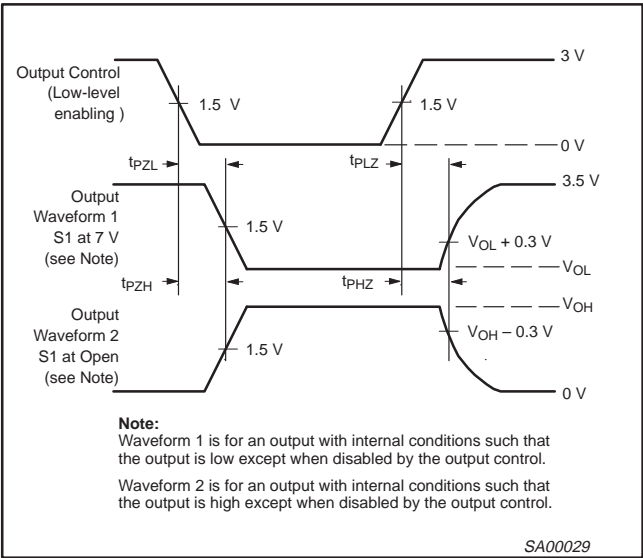 Output Control
(Low-level
enabling )
3 V
1.5 V
1.5 V
0 V
tPZL
tPLZ
Output
Waveform 1
S1 at 7 V
(see Note)
3.5 V
1.5 V
VOL + 0.3 V
VOL
tPZH
tPHZ
VOH
Output
Waveform 2
S1 at Open
(see Note)
1.5 V
VOH – 0.3 V
0 V
Note:
Waveform 1 is for an output with internal conditions such that
the output is low except when disabled by the output control.
Waveform 2 is for an output with internal conditions such that
the output is high except when disabled by the output control.
SA00029